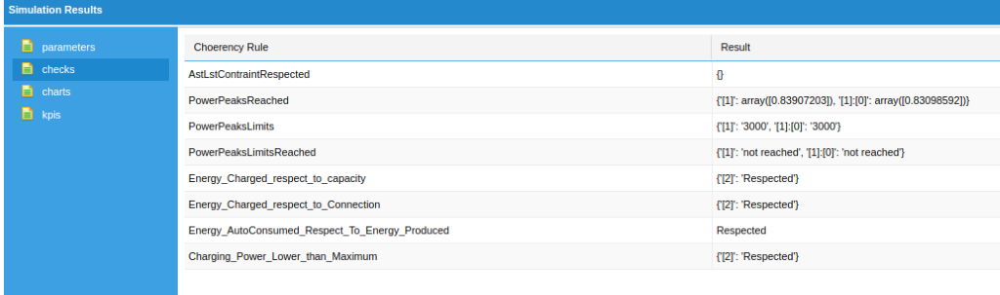 Simulation Results
parameters
checks
charts
kpis
Choerency Rule Result
AstLstContraintRespected {}
PowerPeaksReached {'[1]': array([0.83907203]), '[1]:[0]': array([0.83098592])}
PowerPeaksLimits {'[1]': '3000', '[1]:[0]': '3000'}
PowerPeaksLimitsReached {'[1]': 'not reached', '[1]:[0]': 'not reached'}
Energy_Charged_respect_to_capacity {'[2]': 'Respected'}
Energy_Charged_respect_to_Connection {'[2]': 'Respected'}
Energy_AutoConsumed_Respect_To_Energy_Produced Respected
Charging_Power_Lower_than_Maximum {'[2]': 'Respected'}